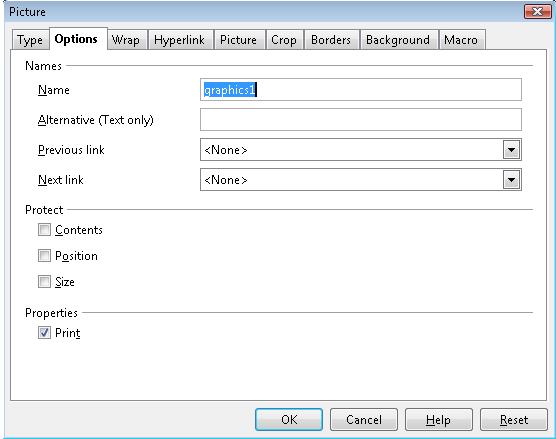 Picture
Type Options Wrap Hyperlink Picture Crop Borders Background Macro
Names
Name graphics1
Alternative (Text only)
Previous link <None>
Next link <None>
Protect
Contents
Position
Size
Properties
Print
OK Cancel Help Reset